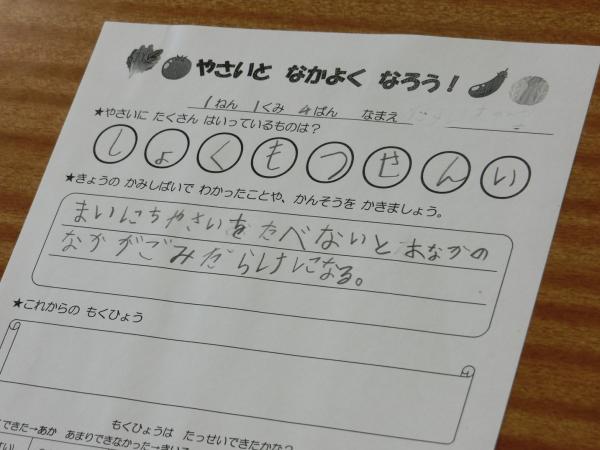 やさいと なかよく なろう!
1ねん 1くみ 4ばん なまえ
★やさいに たくさん はいっているものは?
しょくもつせんい
★きょうの かみしばいで わかったことや、かんそうを かきましょう。
まいにちやさいをたべないとおなかの
なかがごみだらけになる。
★これからの もくひょう
もくひょうは たっせいできたかな?
できた→あか あまりできなかった→きいろ